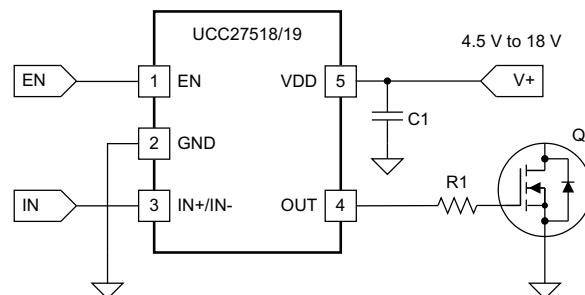 UCC27518/19
4.5 V to 18 V
EN
1
EN
VDD
5
V+
2
GND
C1
Q
R1
IN
3
IN+/IN-
OUT
4